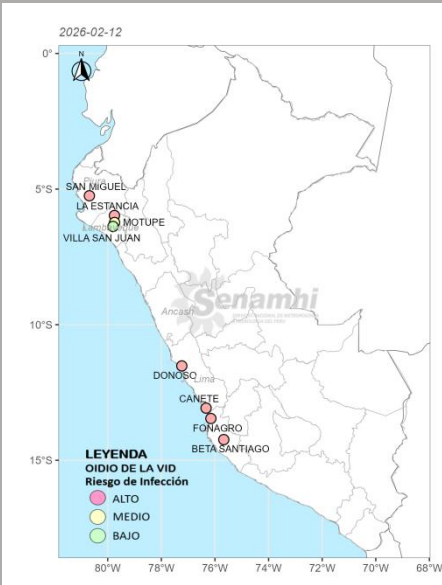 2026-02-12
N
0°
5°S
10°S
15°S
Piura
SAN MIGUEL
LA ESTANCIA
MOTUPE
VILLA SAN JUAN
Ancash
Senamhi
DONOSO
Lima
CANETE
FONAGRO
BETA SANTIAGO
LEYENDA
OIDIO DE LA VID
Riesgo de Infección
ALTO
MEDIO
BAJO
80°W 78°W 76°W 74°W 72°W 70°W 68°W